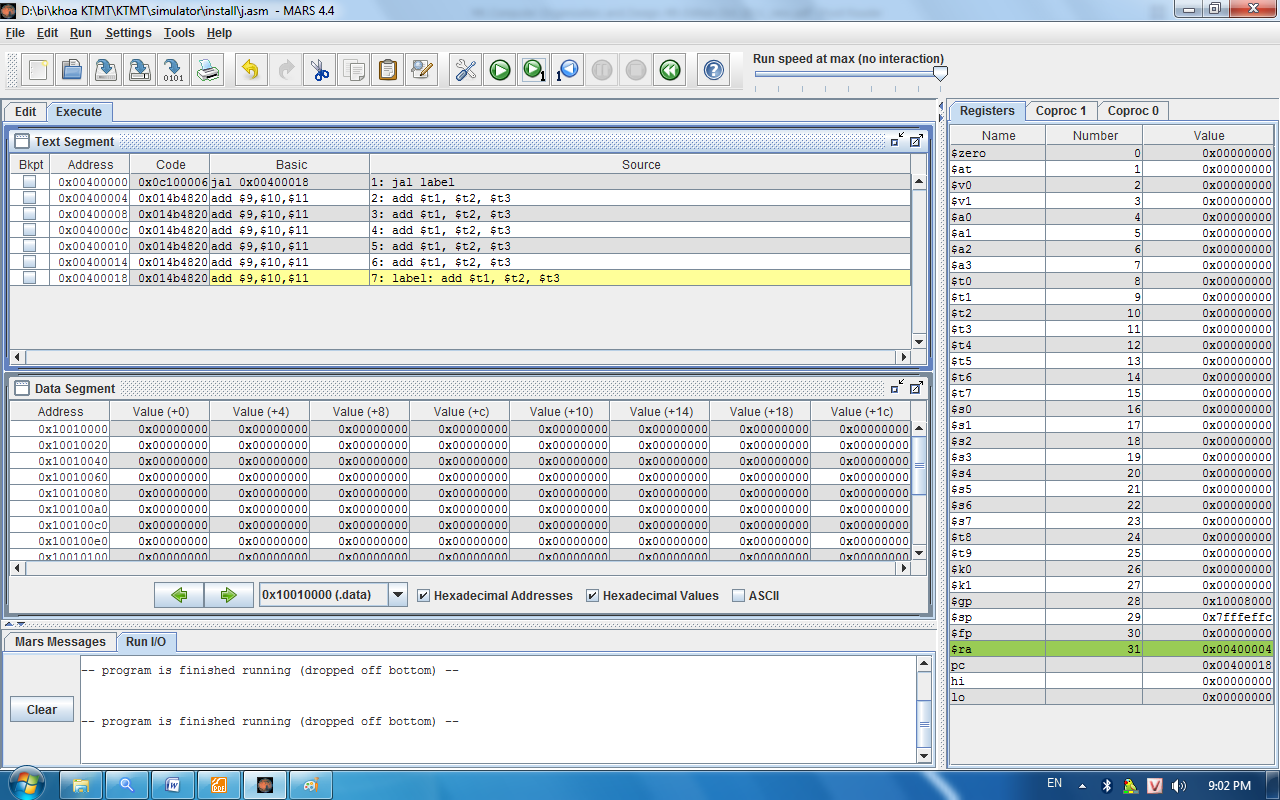 D:\bi\khoa KTMT\KTMT\simulator\install\j.asm - MARS 4.4
File Edit Run Settings Tools Help
Run speed at max (no interaction)
Edit Execute
Text Segment
Bkpt Address Code Basic Source
0x00400000 0x0c100006 jal 0x00400018 1: jal label
0x00400004 0x014b4820 add $9,$10,$11 2: add $t1, $t2, $t3
0x00400008 0x014b4820 add $9,$10,$11 3: add $t1, $t2, $t3
0x0040000c 0x014b4820 add $9,$10,$11 4: add $t1, $t2, $t3
0x00400010 0x014b4820 add $9,$10,$11 5: add $t1, $t2, $t3
0x00400014 0x014b4820 add $9,$10,$11 6: add $t1, $t2, $t3
0x00400018 0x014b4820 add $9,$10,$11 7: label: add $t1, $t2, $t3
Data Segment
Address Value (+0) Value (+4) Value (+8) Value (+c) Value (+10) Value (+14) Value (+18) Value (+1c)
0x10010000 0x00000000 0x00000000 0x00000000 0x00000000 0x00000000 0x00000000 0x00000000 0x00000000
0x10010020 0x00000000 0x00000000 0x00000000 0x00000000 0x00000000 0x00000000 0x00000000 0x00000000
0x10010040 0x00000000 0x00000000 0x00000000 0x00000000 0x00000000 0x00000000 0x00000000 0x00000000
0x10010060 0x00000000 0x00000000 0x00000000 0x00000000 0x00000000 0x00000000 0x00000000 0x00000000
0x10010080 0x00000000 0x00000000 0x00000000 0x00000000 0x00000000 0x00000000 0x00000000 0x00000000
0x100100a0 0x00000000 0x00000000 0x00000000 0x00000000 0x00000000 0x00000000 0x00000000 0x00000000
0x100100c0 0x00000000 0x00000000 0x00000000 0x00000000 0x00000000 0x00000000 0x00000000 0x00000000
0x100100e0 0x00000000 0x00000000 0x00000000 0x00000000 0x00000000 0x00000000 0x00000000 0x00000000
0x10010100 0x00000000 0x00000000 0x00000000 0x00000000 0x00000000 0x00000000 0x00000000 0x00000000
0x10010000 (.data) Hexadecimal Addresses Hexadecimal Values ASCII
Mars Messages Run I/O
-- program is finished running (dropped off bottom) --
Clear
-- program is finished running (dropped off bottom) --
Registers Coproc 1 Coproc 0
Name Number Value
$zero 0 0x00000000
$at 1 0x00000000
$v0 2 0x00000000
$v1 3 0x00000000
$a0 4 0x00000000
$a1 5 0x00000000
$a2 6 0x00000000
$a3 7 0x00000000
$t0 8 0x00000000
$t1 9 0x00000000
$t2 10 0x00000000
$t3 11 0x00000000
$t4 12 0x00000000
$t5 13 0x00000000
$t6 14 0x00000000
$t7 15 0x00000000
$s0 16 0x00000000
$s1 17 0x00000000
$s2 18 0x00000000
$s3 19 0x00000000
$s4 20 0x00000000
$s5 21 0x00000000
$s6 22 0x00000000
$s7 23 0x00000000
$t8 24 0x00000000
$t9 25 0x00000000
$k0 26 0x00000000
$k1 27 0x00000000
$gp 28 0x10008000
$sp 29 0x7fffeffc
$fp 30 0x00000000
$ra 31 0x00400004
pc 0x00400018
hi 0x00000000
lo 0x00000000
EN 9:02 PM